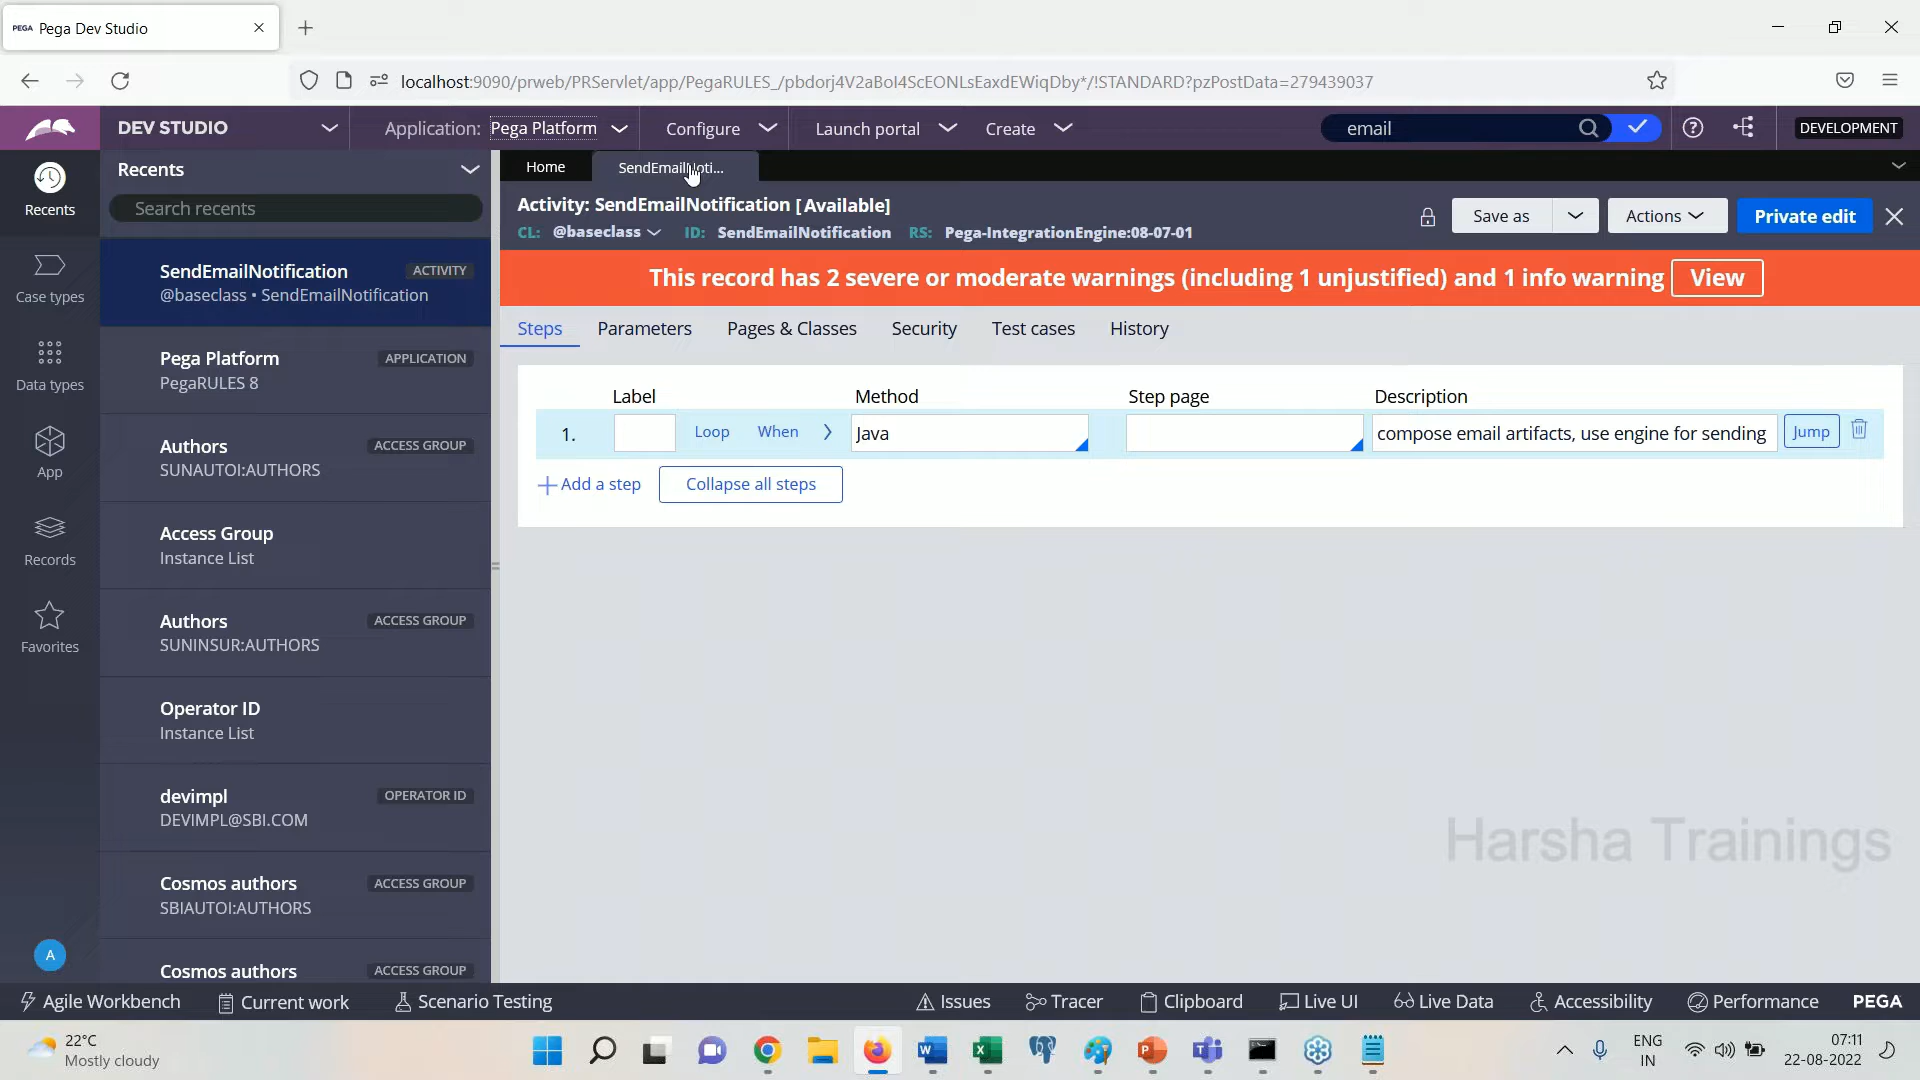 PEGA Pega Dev Studio
localhost:9090/prweb/PRServlet/app/PegaRULES_/pbdorj4V2aBoI4ScEONLsEaxdEWiqDby*/!STANDARD?pzPostData=279439037
DEV STUDIO
Application: Pega Platform
Configure
Launch portal
Create
email
DEVELOPMENT
Recents
Case types
Data types
App
Records
Favorites
A
Recents
Search recents
SendEmailNotification ACTIVITY
@baseclass • SendEmailNotification
Pega Platform APPLICATION
PegaRULES 8
Authors ACCESS GROUP
SUNAUTOI:AUTHORS
Access Group
Instance List
Authors ACCESS GROUP
SUNINSUR:AUTHORS
Operator ID
Instance List
devimpl OPERATOR ID
DEVIMPL@SBI.COM
Cosmos authors ACCESS GROUP
SBIAUTOI:AUTHORS
Cosmos authors ACCESS GROUP
Home
Activity: SendEmailNotification [Available]
CL: @baseclass ID: SendEmailNotification RS: Pega-IntegrationEngine:08-07-01
Save as
Actions
Private edit
This record has 2 severe or moderate warnings (including 1 unjustified) and 1 info warning View
Steps Parameters Pages & Classes Security Test cases History
Label Method Step page Description
1. Loop When Java compose email artifacts, use engine for sending Jump
Add a step Collapse all steps
Harsha Trainings
Agile Workbench Current work Scenario Testing Issues Tracer Clipboard Live UI Live Data Accessibility Performance PEGA
22°C
Mostly cloudy
ENG
IN
07:11
22-08-2022